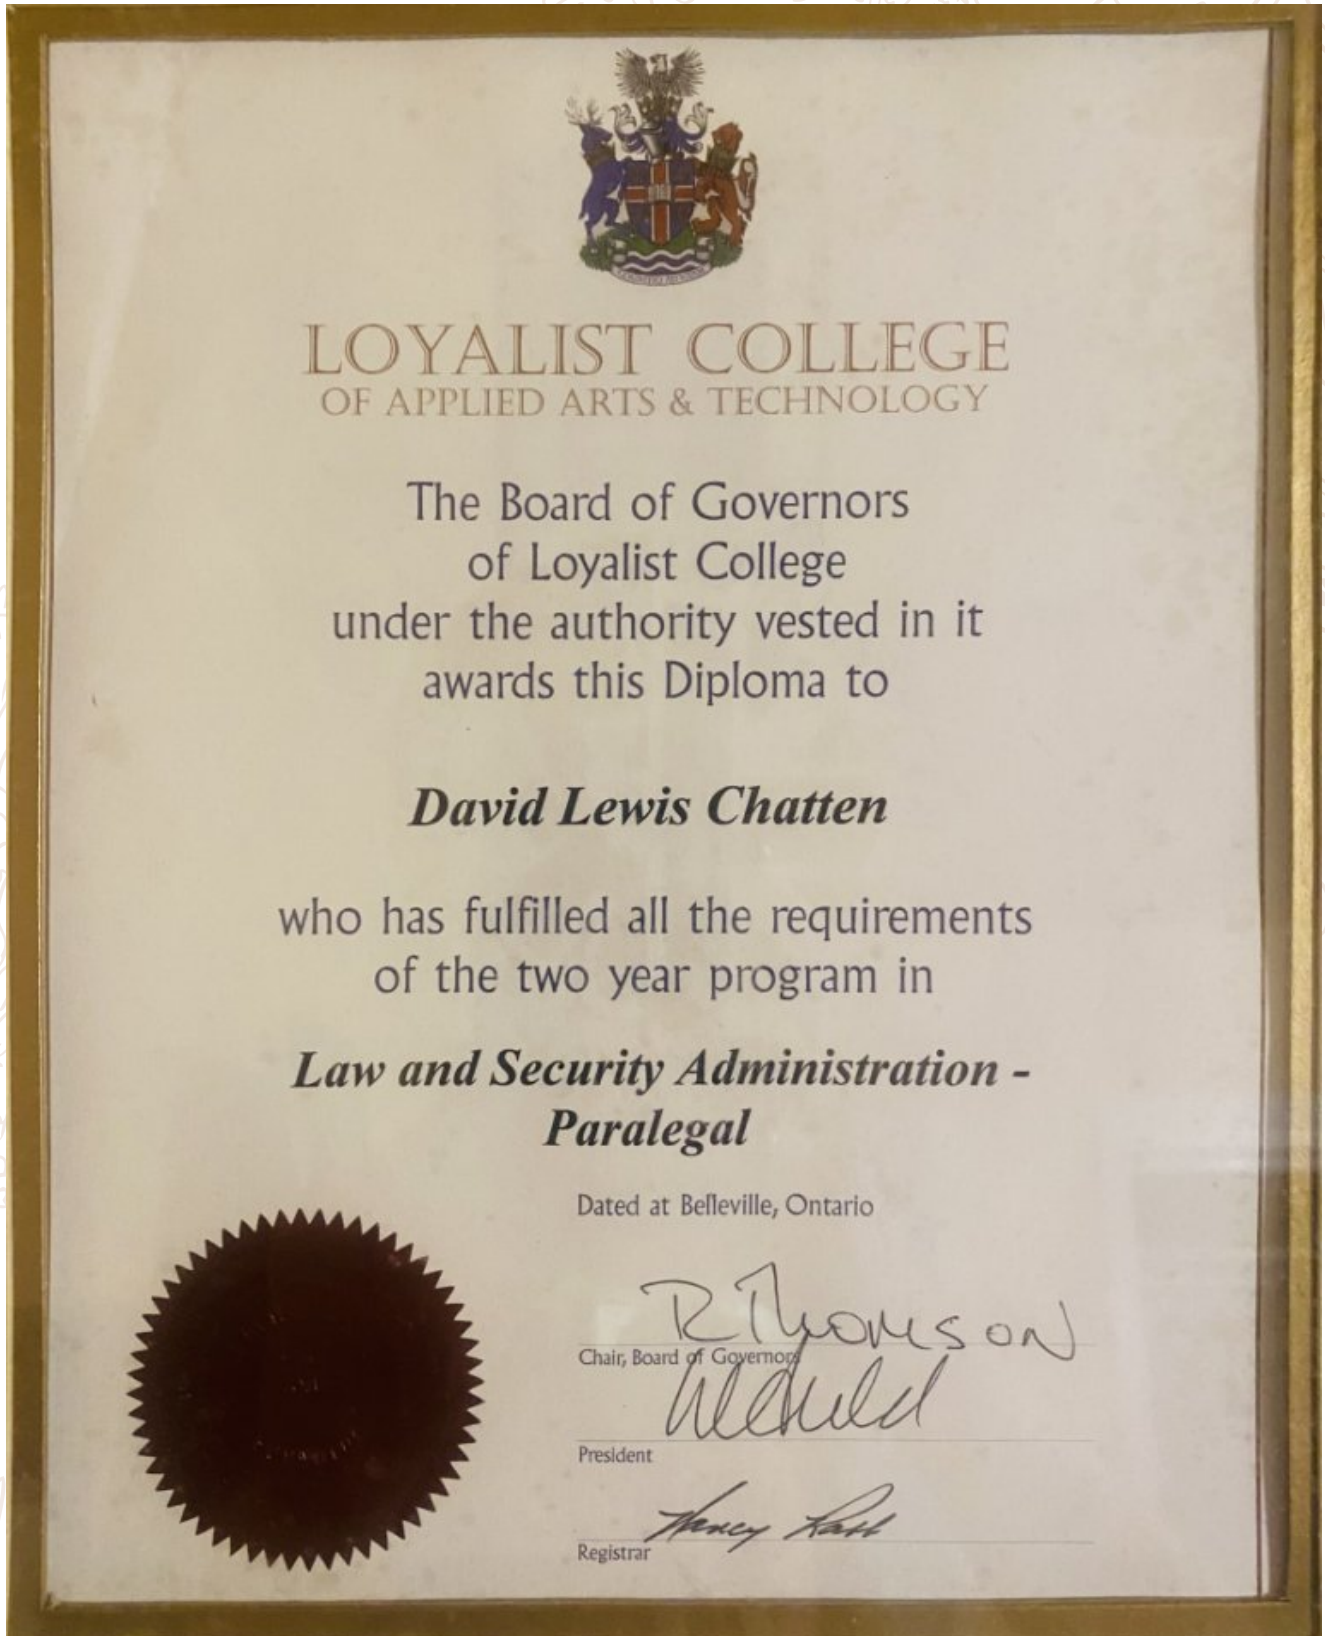 LOYALIST COLLEGE
OF APPLIED ARTS & TECHNOLOGY
The Board of Governors
of Loyalist College
under the authority vested in it
awards this Diploma to
David Lewis Chatten
who has fulfilled all the requirements
of the two year program in
Law and Security Administration -
Paralegal
Dated at Belleville, Ontario
R Thomson
Chair, Board of Governors
President
Nancy
Registrar